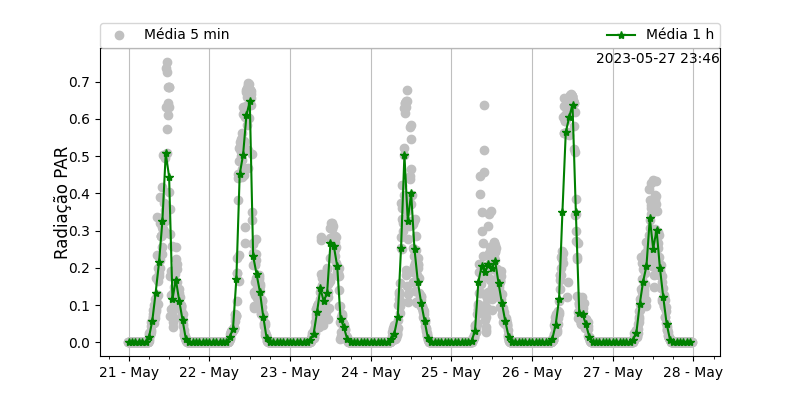 Média 5 min
Média 1 h
2023-05-27 23:46
Radiação PAR
0.7
0.6
0.5
0.4
0.3
0.2
0.1
0.0
21 - May
22 - May
23 - May
24 - May
25 - May
26 - May
27 - May
28 - May